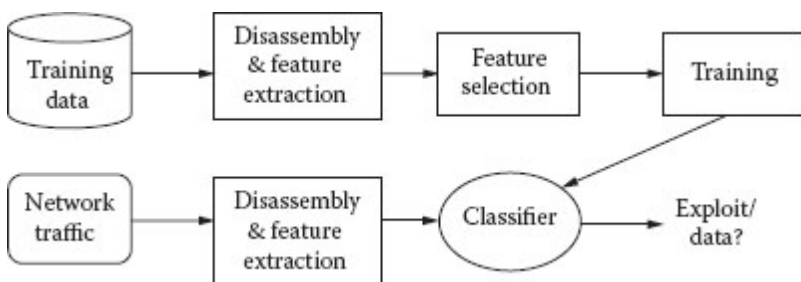 Training
data
Disassembly
& feature
extraction
Feature
selection
Training
Network
traffic
Disassembly
& feature
extraction
Classifier
Exploit/
data?